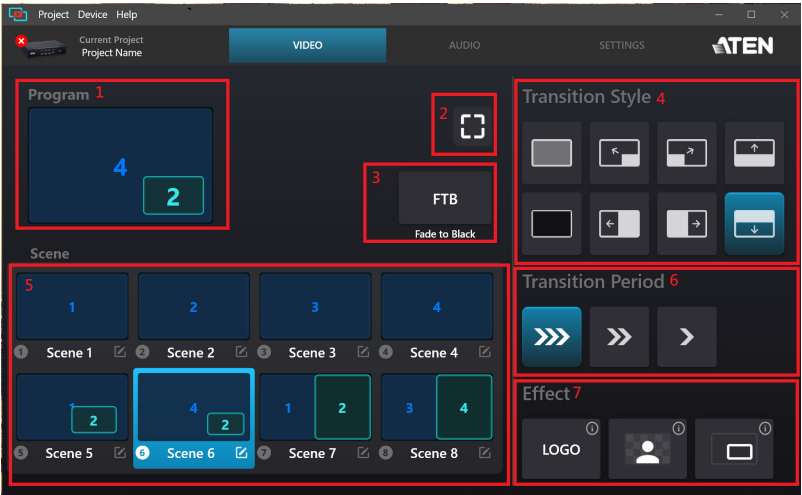 Project Device Help
Current Project
Project Name
VIDEO
AUDIO
SETTINGS
ATEN
Program 1
4
2
2
3
FTB
Fade to Black
Transition Style 4
Scene
5
1
2
3
4
1 Scene 1
2 Scene 2
3 Scene 3
4 Scene 4
1 2
4 2
1 2
3 4
5 Scene 5
6 Scene 6
7 Scene 7
8 Scene 8
Transition Period 6
Effect 7
LOGO